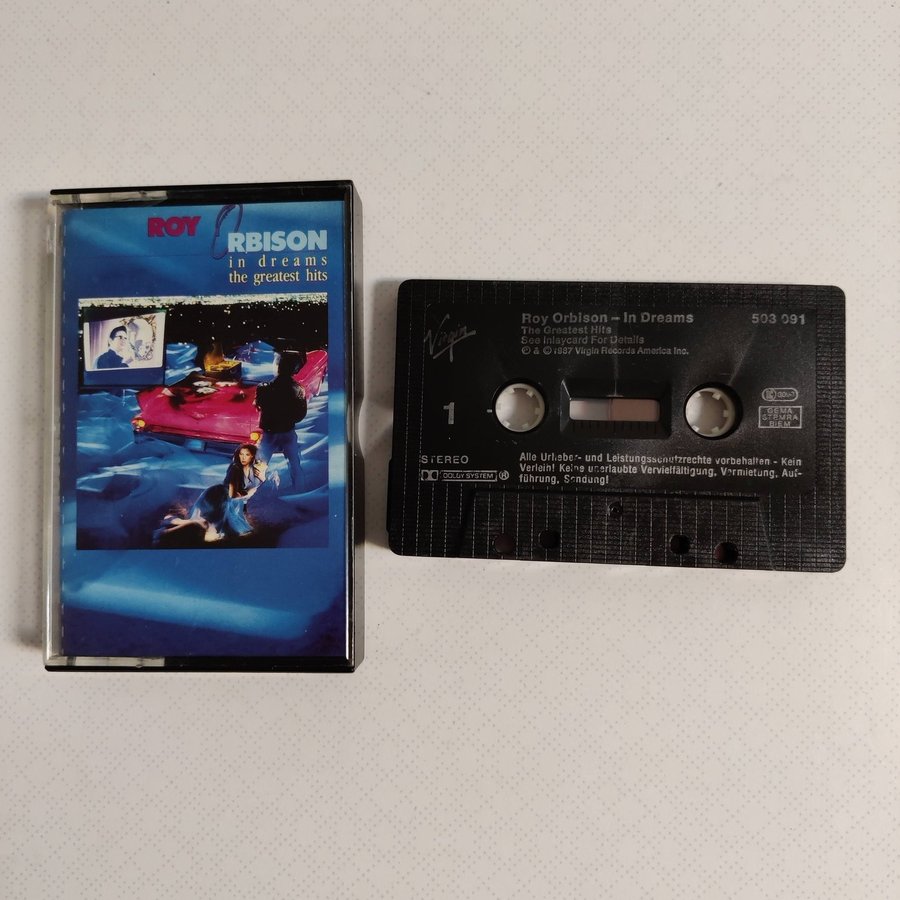 ROY ORBISON
in dreams
the greatest hits
Virgin
Roy Orbison – In Dreams 503 091
The Greatest Hits
See Inlaycard For Details
℗ & © 1987 Virgin Records America Inc.
1
STEREO
DOLBY SYSTEM ®
GEMA
STEMRA
BIEM
Alle Urheber- und Leistungsschutzrechte vorbehalten – Kein
Verleih! Keine unerlaubte Vervielfältigung, Vermietung, Auf-
führung, Sendung!